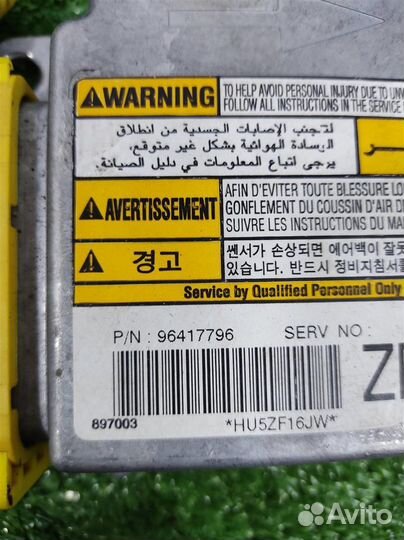 WARNING
TO HELP AVOID PERSONAL INJURY DUE TO
FOLLOW ALL INSTRUCTIONS IN THE SERVICE
لتجنب الإصابات الجسدية من انطلاق
الوسادة الهوائية بشكل غير متوقع،
يرجى اتباع المعلومات في دليل الصيانة.
AVERTISSEMENT
AFIN D'EVITER TOUTE BLESSURE
GONFLEMENT DU COUSSIN D'AIR
SUIVRE LES INSTRUCTIONS DU
경고
쎈서가 손상되면 에어백이
있습니다. 반드시 정비지침서를
Service by Qualified Personnel Only
P/N : 96417796 SERV NO :
897003
*HU5ZF16JW*
Avito